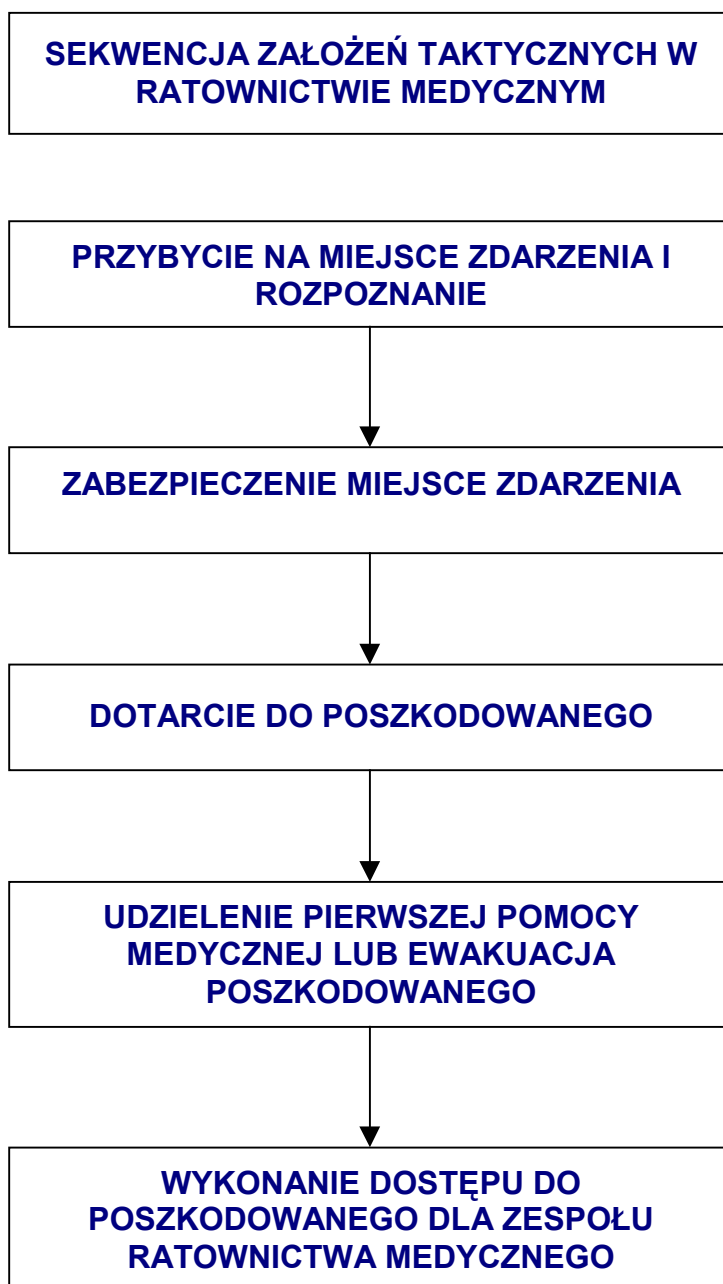 SEKWENCJA ZAŁOŻEŃ TAKTYCZNYCH W
RATOWNICTWIE MEDYCZNYM
PRZYBYCIE NA MIEJSCE ZDARZENIA I
ROZPOZNANIE
ZABEZPIECZENIE MIEJSCE ZDARZENIA
DOTARCIE DO POSZKODOWANEGO
UDZIELENIE PIERWSZEJ POMOCY
MEDYCZNEJ LUB EWAKUACJA
POSZKODOWANEGO
WYKONANIE DOSTĘPU DO
POSZKODOWANEGO DLA ZESPOŁU
RATOWNICTWA MEDYCZNEGO